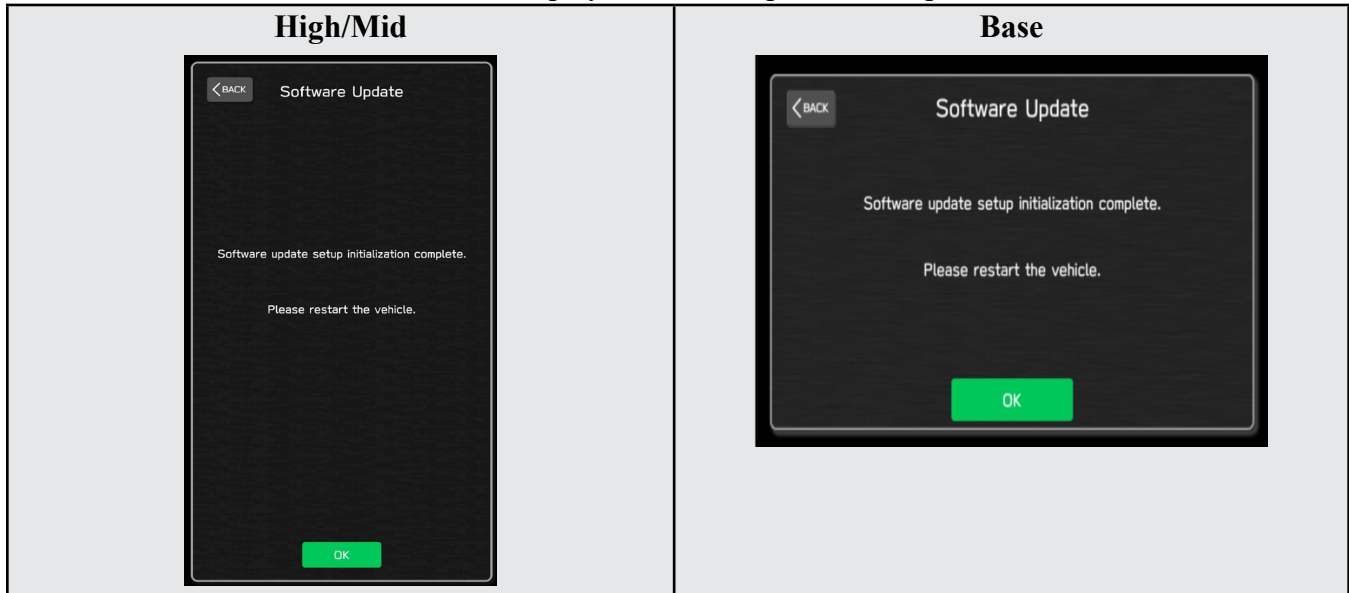 High/Mid
BACK
Software Update
Software update setup initialization complete.
Please restart the vehicle.
OK
Base
BACK
Software Update
Software update setup initialization complete.
Please restart the vehicle.
OK